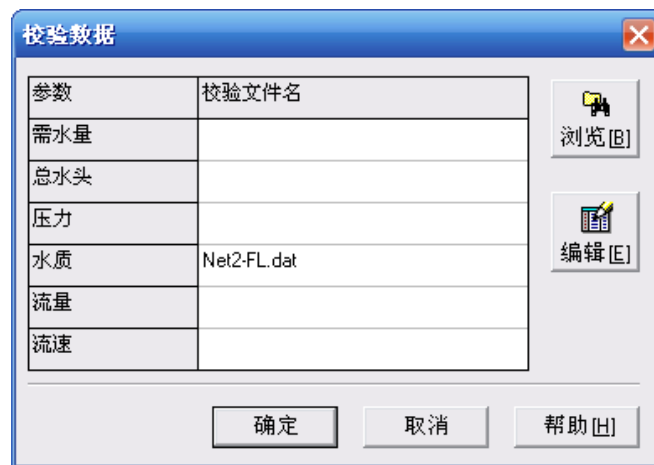 校验数据
参数 校验文件名
需水量
总水头
压力
水质 Net2-FL.dat
流量
流速
浏览[B]
编辑[E]
确定 取消 帮助[H]